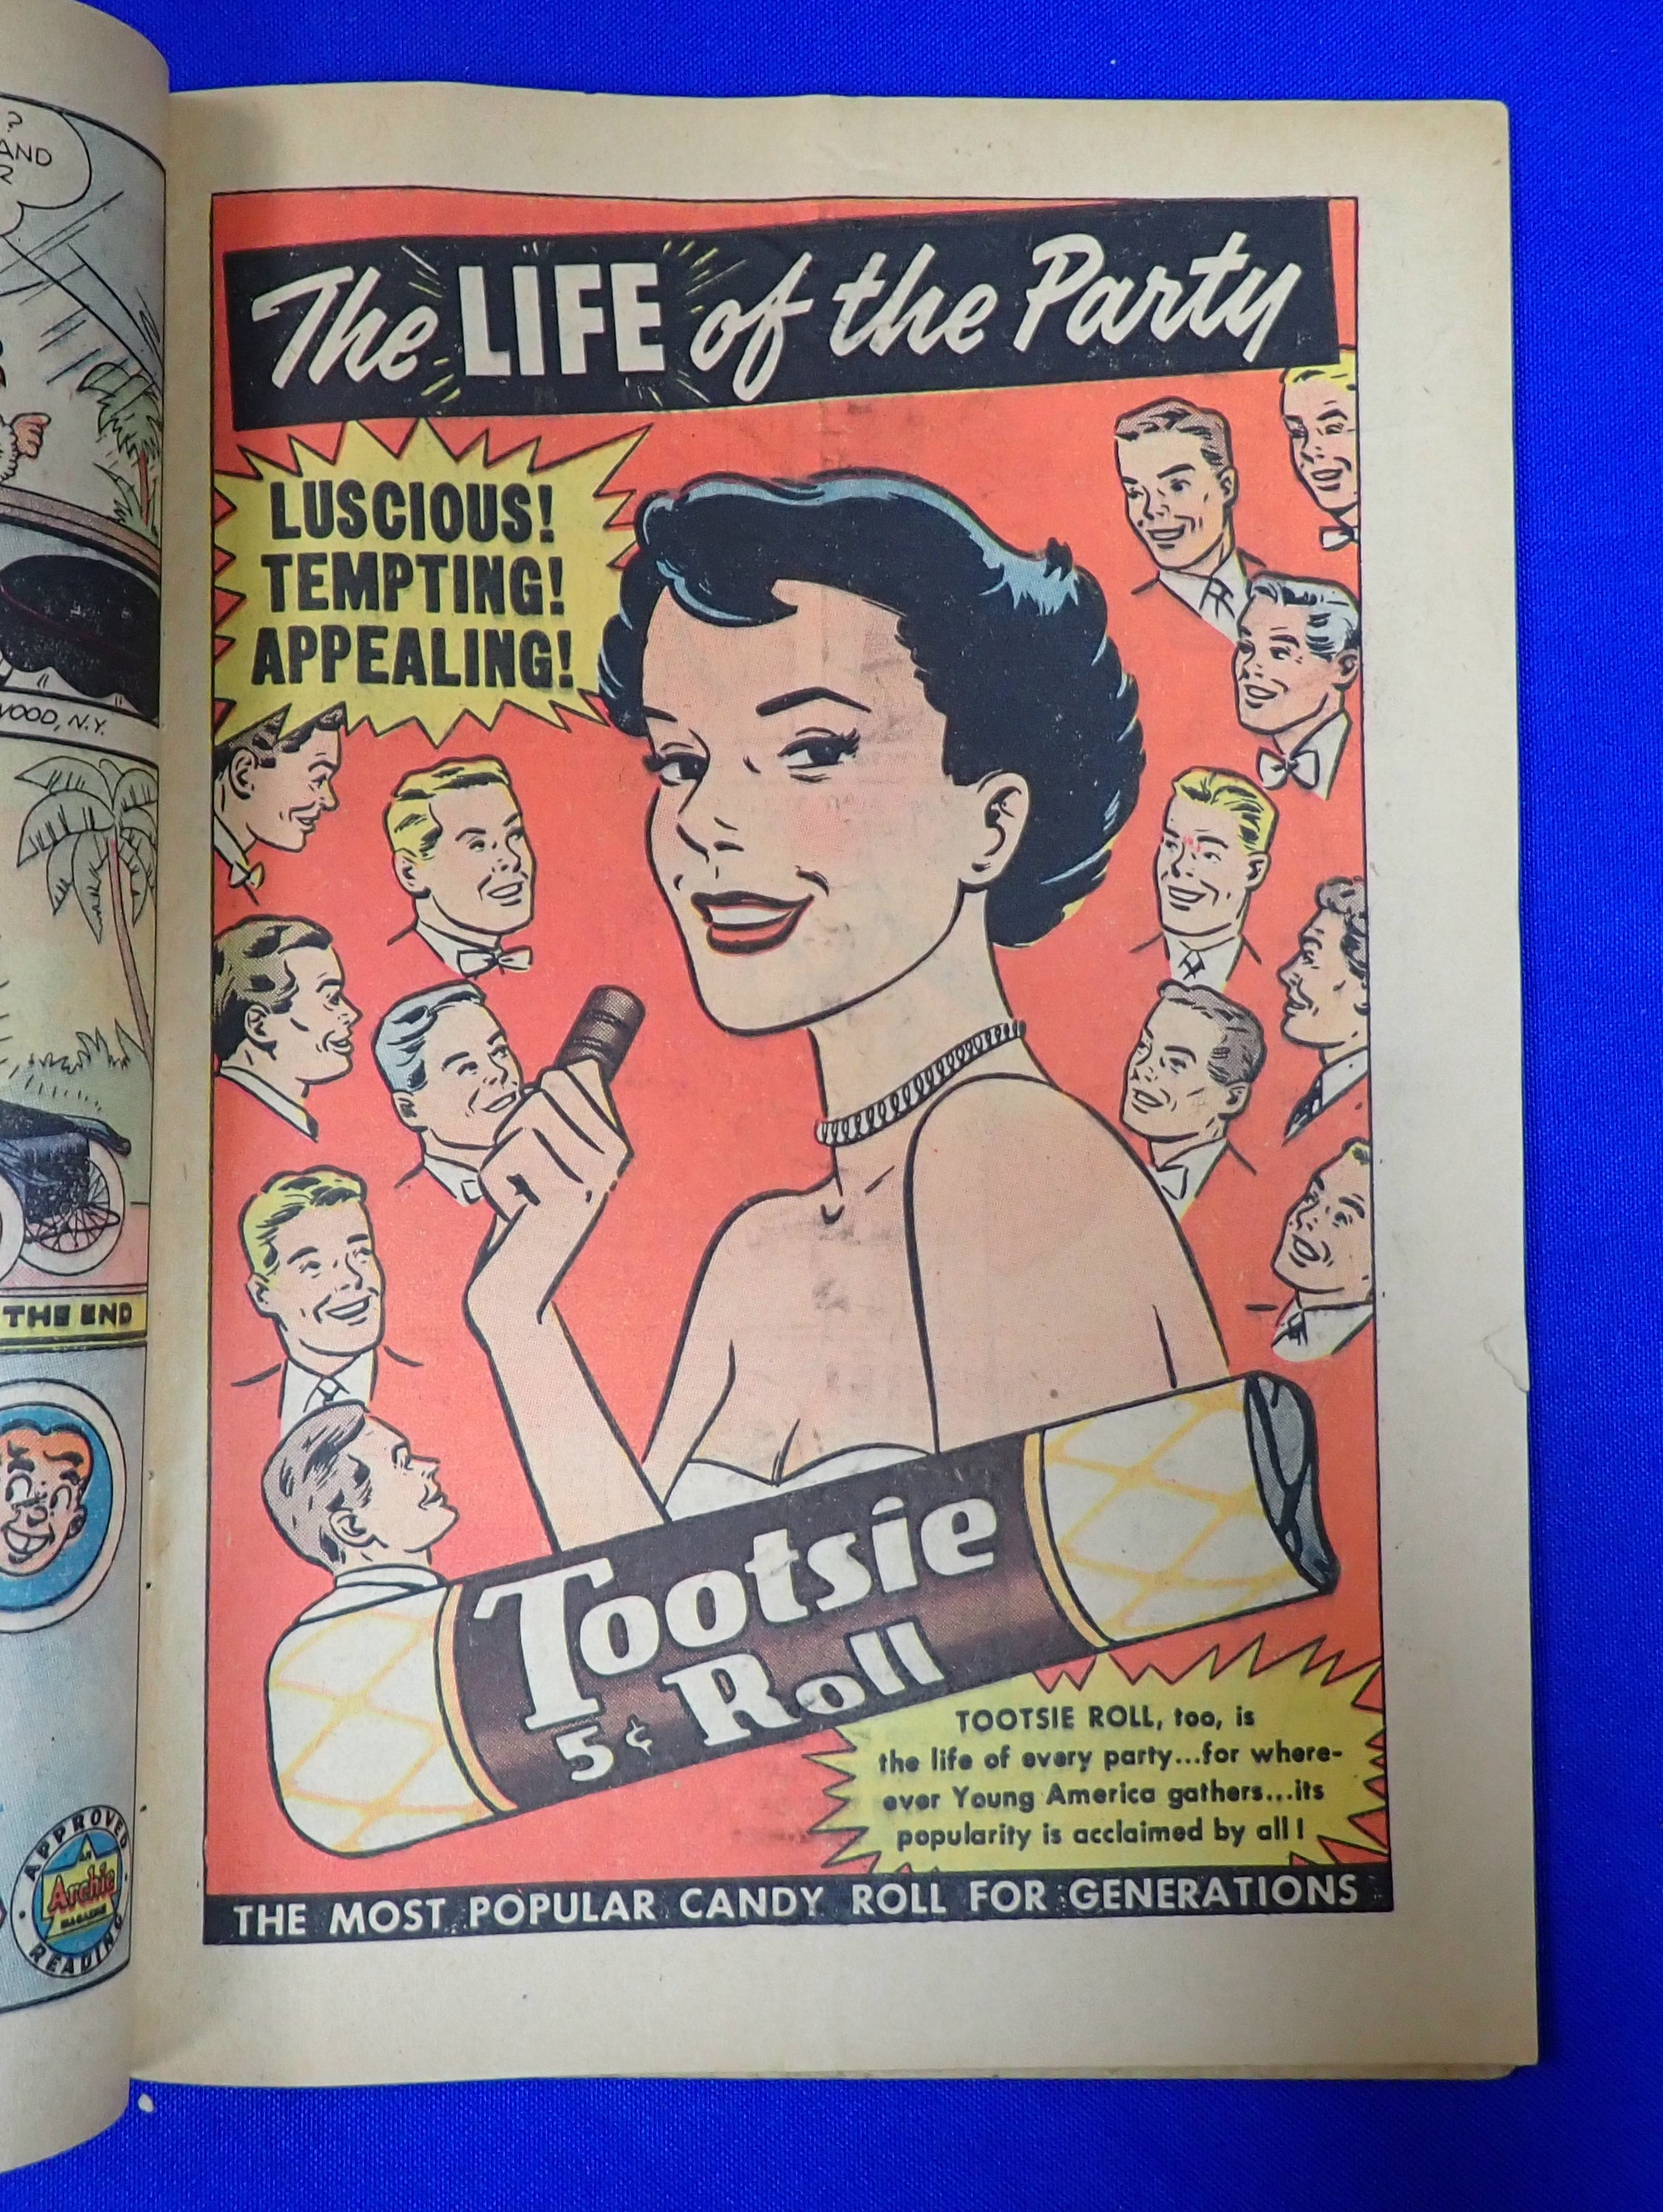 ?
AND
WOOD, N.Y.
THE END
APPROVED
AN
Archie
MAGAZINE
READING
The LIFE of the Party
LUSCIOUS!
TEMPTING!
APPEALING!
Tootsie
5¢ Roll
TOOTSIE ROLL, too, is
the life of every party...for where-
ever Young America gathers...its
popularity is acclaimed by all!
THE MOST POPULAR CANDY ROLL FOR GENERATIONS